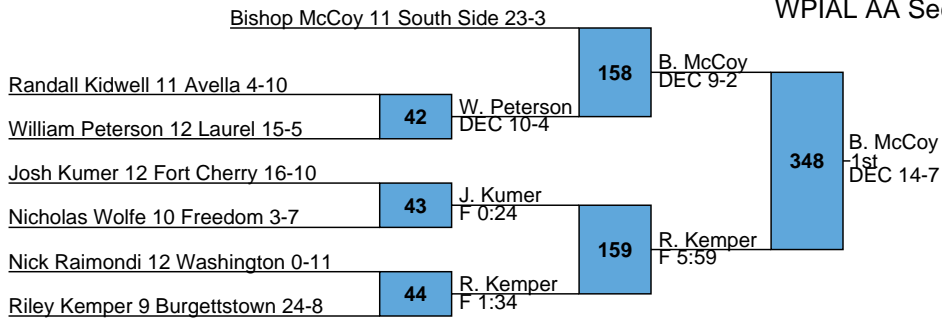 WPIAL AA Sec
Bishop McCoy 11 South Side 23-3
158
B. McCoy
DEC 9-2
Randall Kidwell 11 Avella 4-10
42
W. Peterson
DEC 10-4
William Peterson 12 Laurel 15-5
348
B. McCoy
1st
DEC 14-7
Josh Kumer 12 Fort Cherry 16-10
43
J. Kumer
F 0:24
Nicholas Wolfe 10 Freedom 3-7
159
R. Kemper
F 5:59
Nick Raimondi 12 Washington 0-11
44
R. Kemper
F 1:34
Riley Kemper 9 Burgettstown 24-8